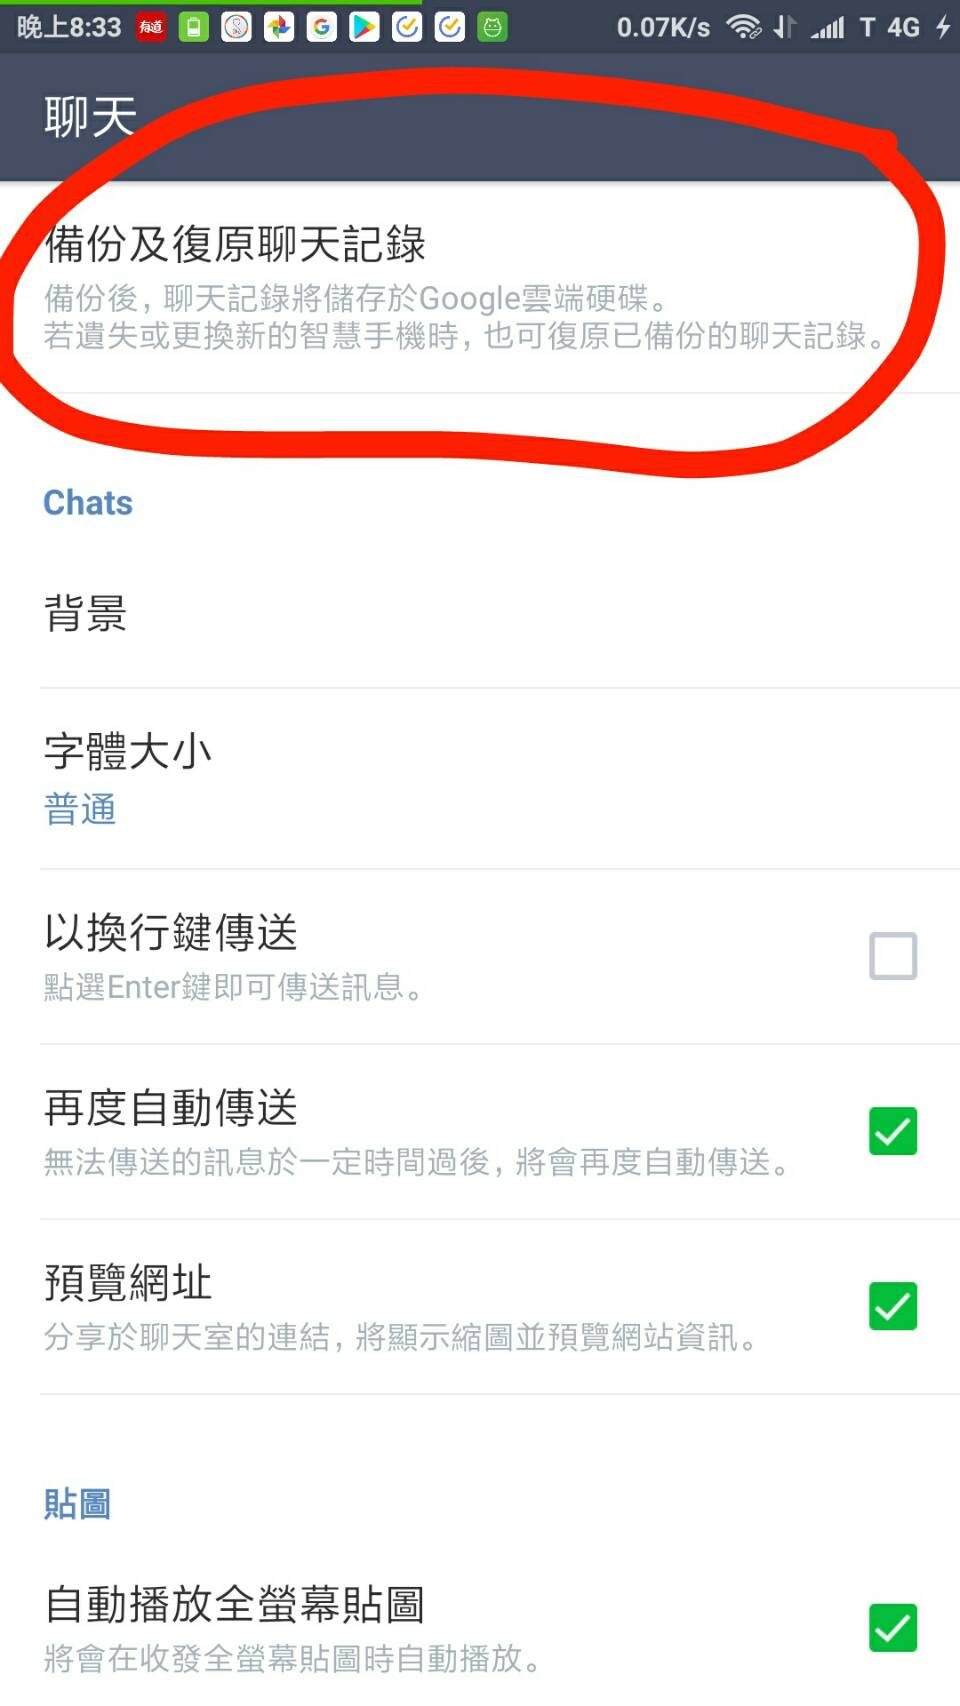 晚上8:33 有道 G 0.07K/s T 4G
聊天
備份及復原聊天記錄
備份後，聊天記錄將儲存於Google雲端硬碟。
若遺失或更換新的智慧手機時，也可復原已備份的聊天記錄。
Chats
背景
字體大小
普通
以換行鍵傳送
點選Enter鍵即可傳送訊息。
再度自動傳送
無法傳送的訊息於一定時間過後，將會再度自動傳送。
預覽網址
分享於聊天室的連結，將顯示縮圖並預覽網站資訊。
貼圖
自動播放全螢幕貼圖
將會在收發全螢幕貼圖時自動播放。